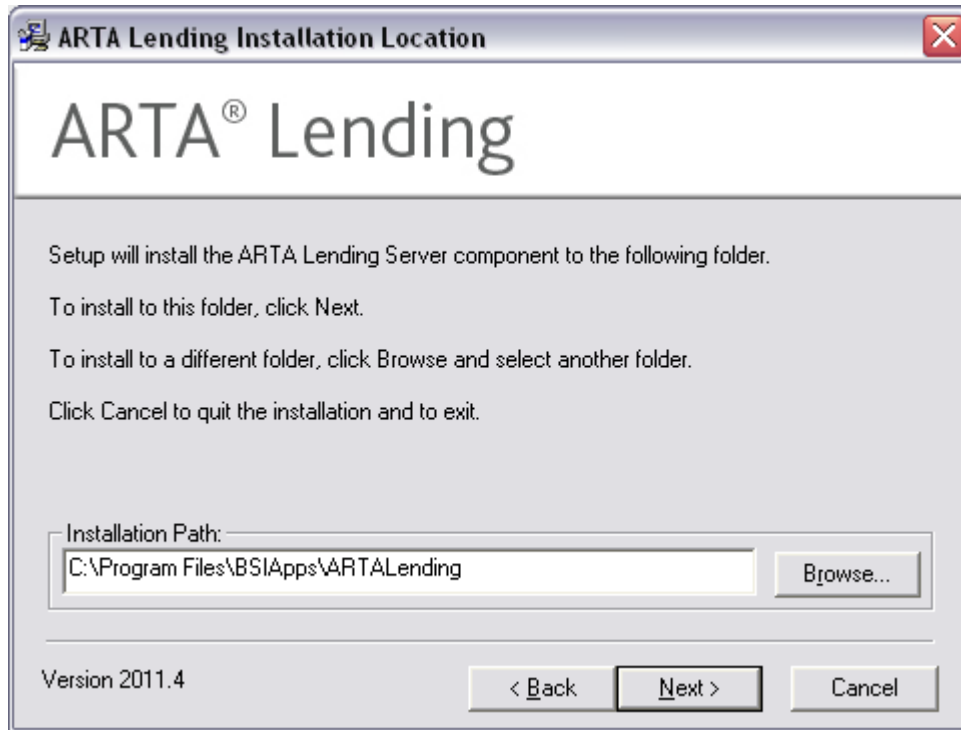 ARTA Lending Installation Location
ARTA® Lending
Setup will install the ARTA Lending Server component to the following folder.
To install to this folder, click Next.
To install to a different folder, click Browse and select another folder.
Click Cancel to quit the installation and to exit.
Installation Path:
C:\Program Files\BSIApps\ARTALending
Browse...
Version 2011.4
< Back
Next >
Cancel